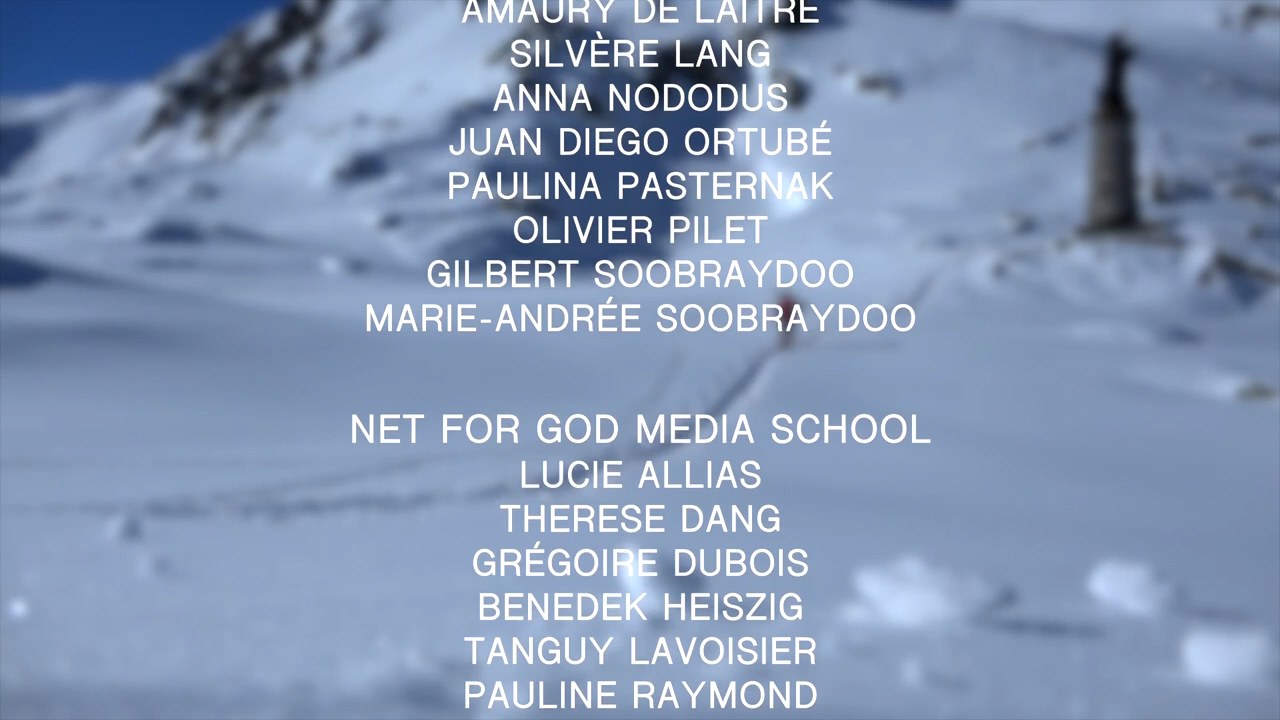 AMAURY DE LAITRE
SILVÈRE LANG
ANNA NODODUS
JUAN DIEGO ORTUBÉ
PAULINA PASTERNAK
OLIVIER PILET
GILBERT SOOBRAYDOO
MARIE-ANDRÉE SOOBRAYDOO
NET FOR GOD MEDIA SCHOOL
LUCIE ALLIAS
THERESE DANG
GRÉGOIRE DUBOIS
BENEDEK HEISZIG
TANGUY LAVOISIER
PAULINE RAYMOND